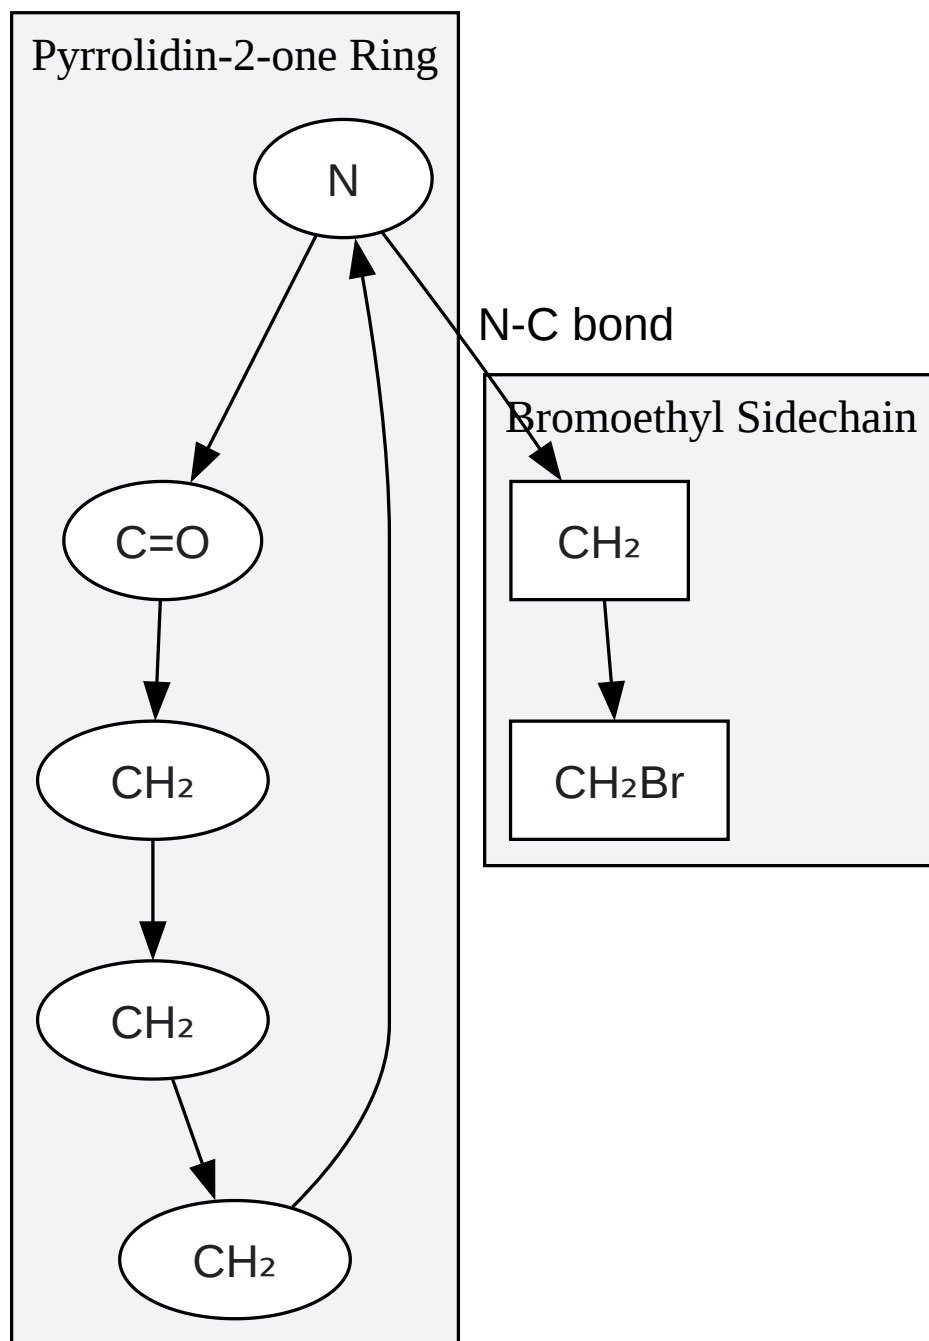 Pyrrolidin-2-one Ring
N
N-C bond
Bromoethyl Sidechain
C=O
CH₂
CH₂
CH₂Br
CH₂
CH₂